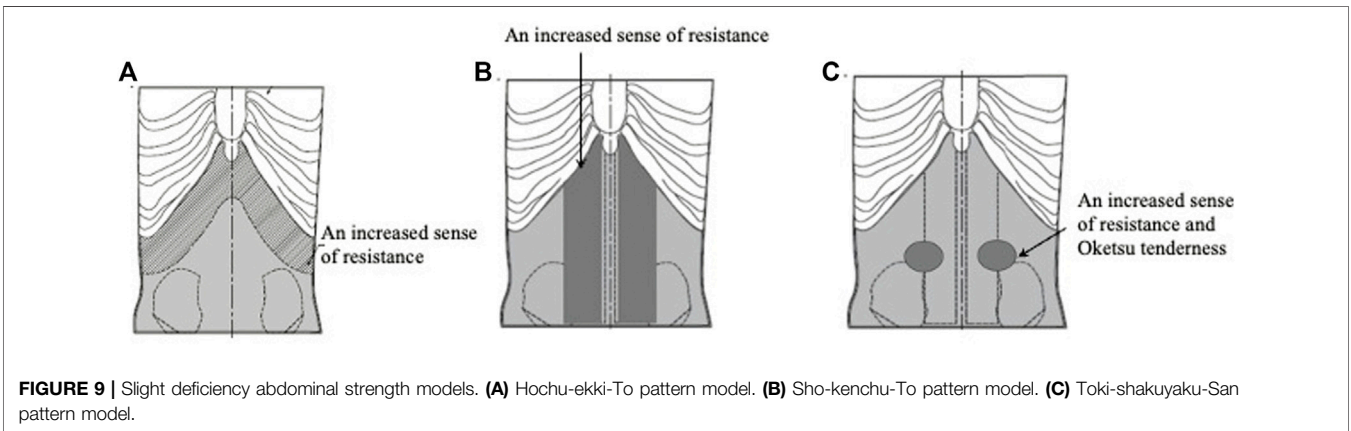 An increased sense of resistance
A
B
C
An increased sense
of resistance
An increased sense
of resistance and
Oketsu tenderness
FIGURE 9 | Slight deficiency abdominal strength models. (A) Hochu-ekki-To pattern model. (B) Sho-kenchu-To pattern model. (C) Toki-shakuyaku-San
pattern model.